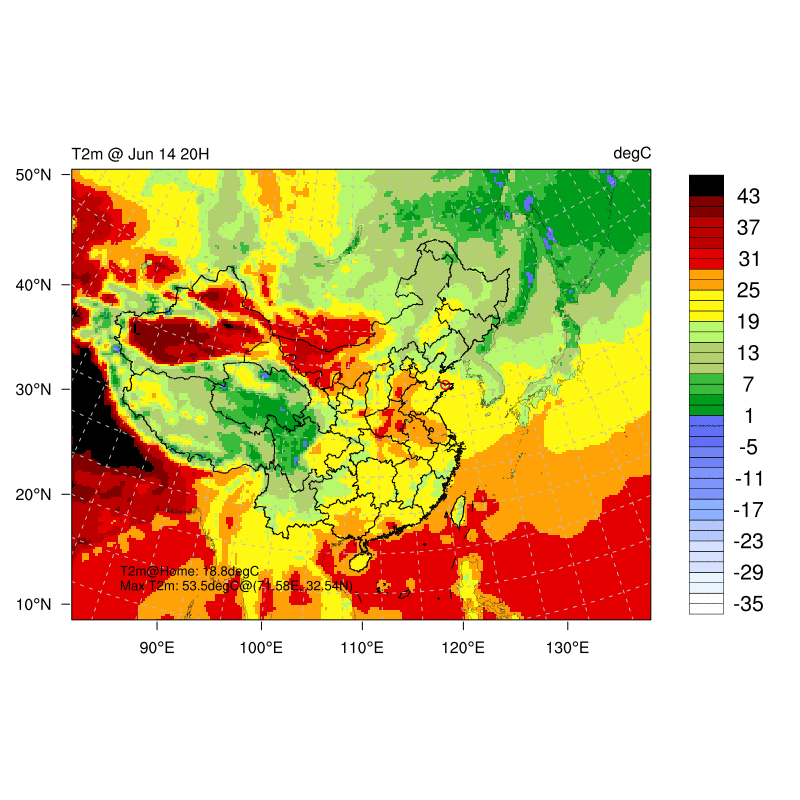 T2m @ Jun 14 20H
degC
50°N
40°N
30°N
20°N
10°N
43
37
31
25
19
13
7
1
-5
-11
-17
-23
-29
-35
T2m@Home: 18.8degC
Max T2m: 53.5degC@(71.58E, 32.54N)
90°E
100°E
110°E
120°E
130°E